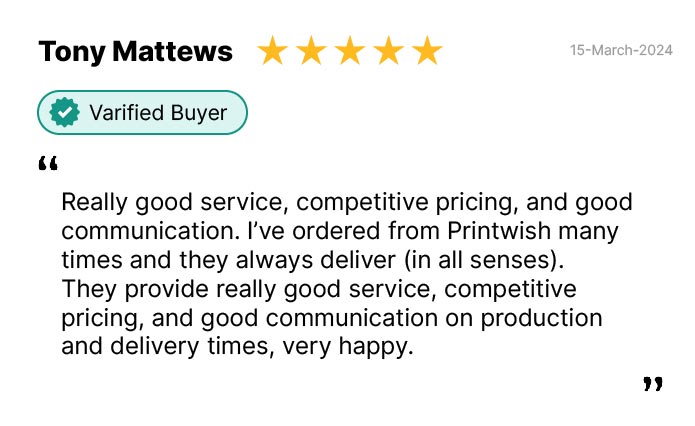 Tony Mattews
15-March-2024
Varified Buyer
“
Really good service, competitive pricing, and good
communication. I’ve ordered from Printwish many
times and they always deliver (in all senses).
They provide really good service, competitive
pricing, and good communication on production
and delivery times, very happy.
”